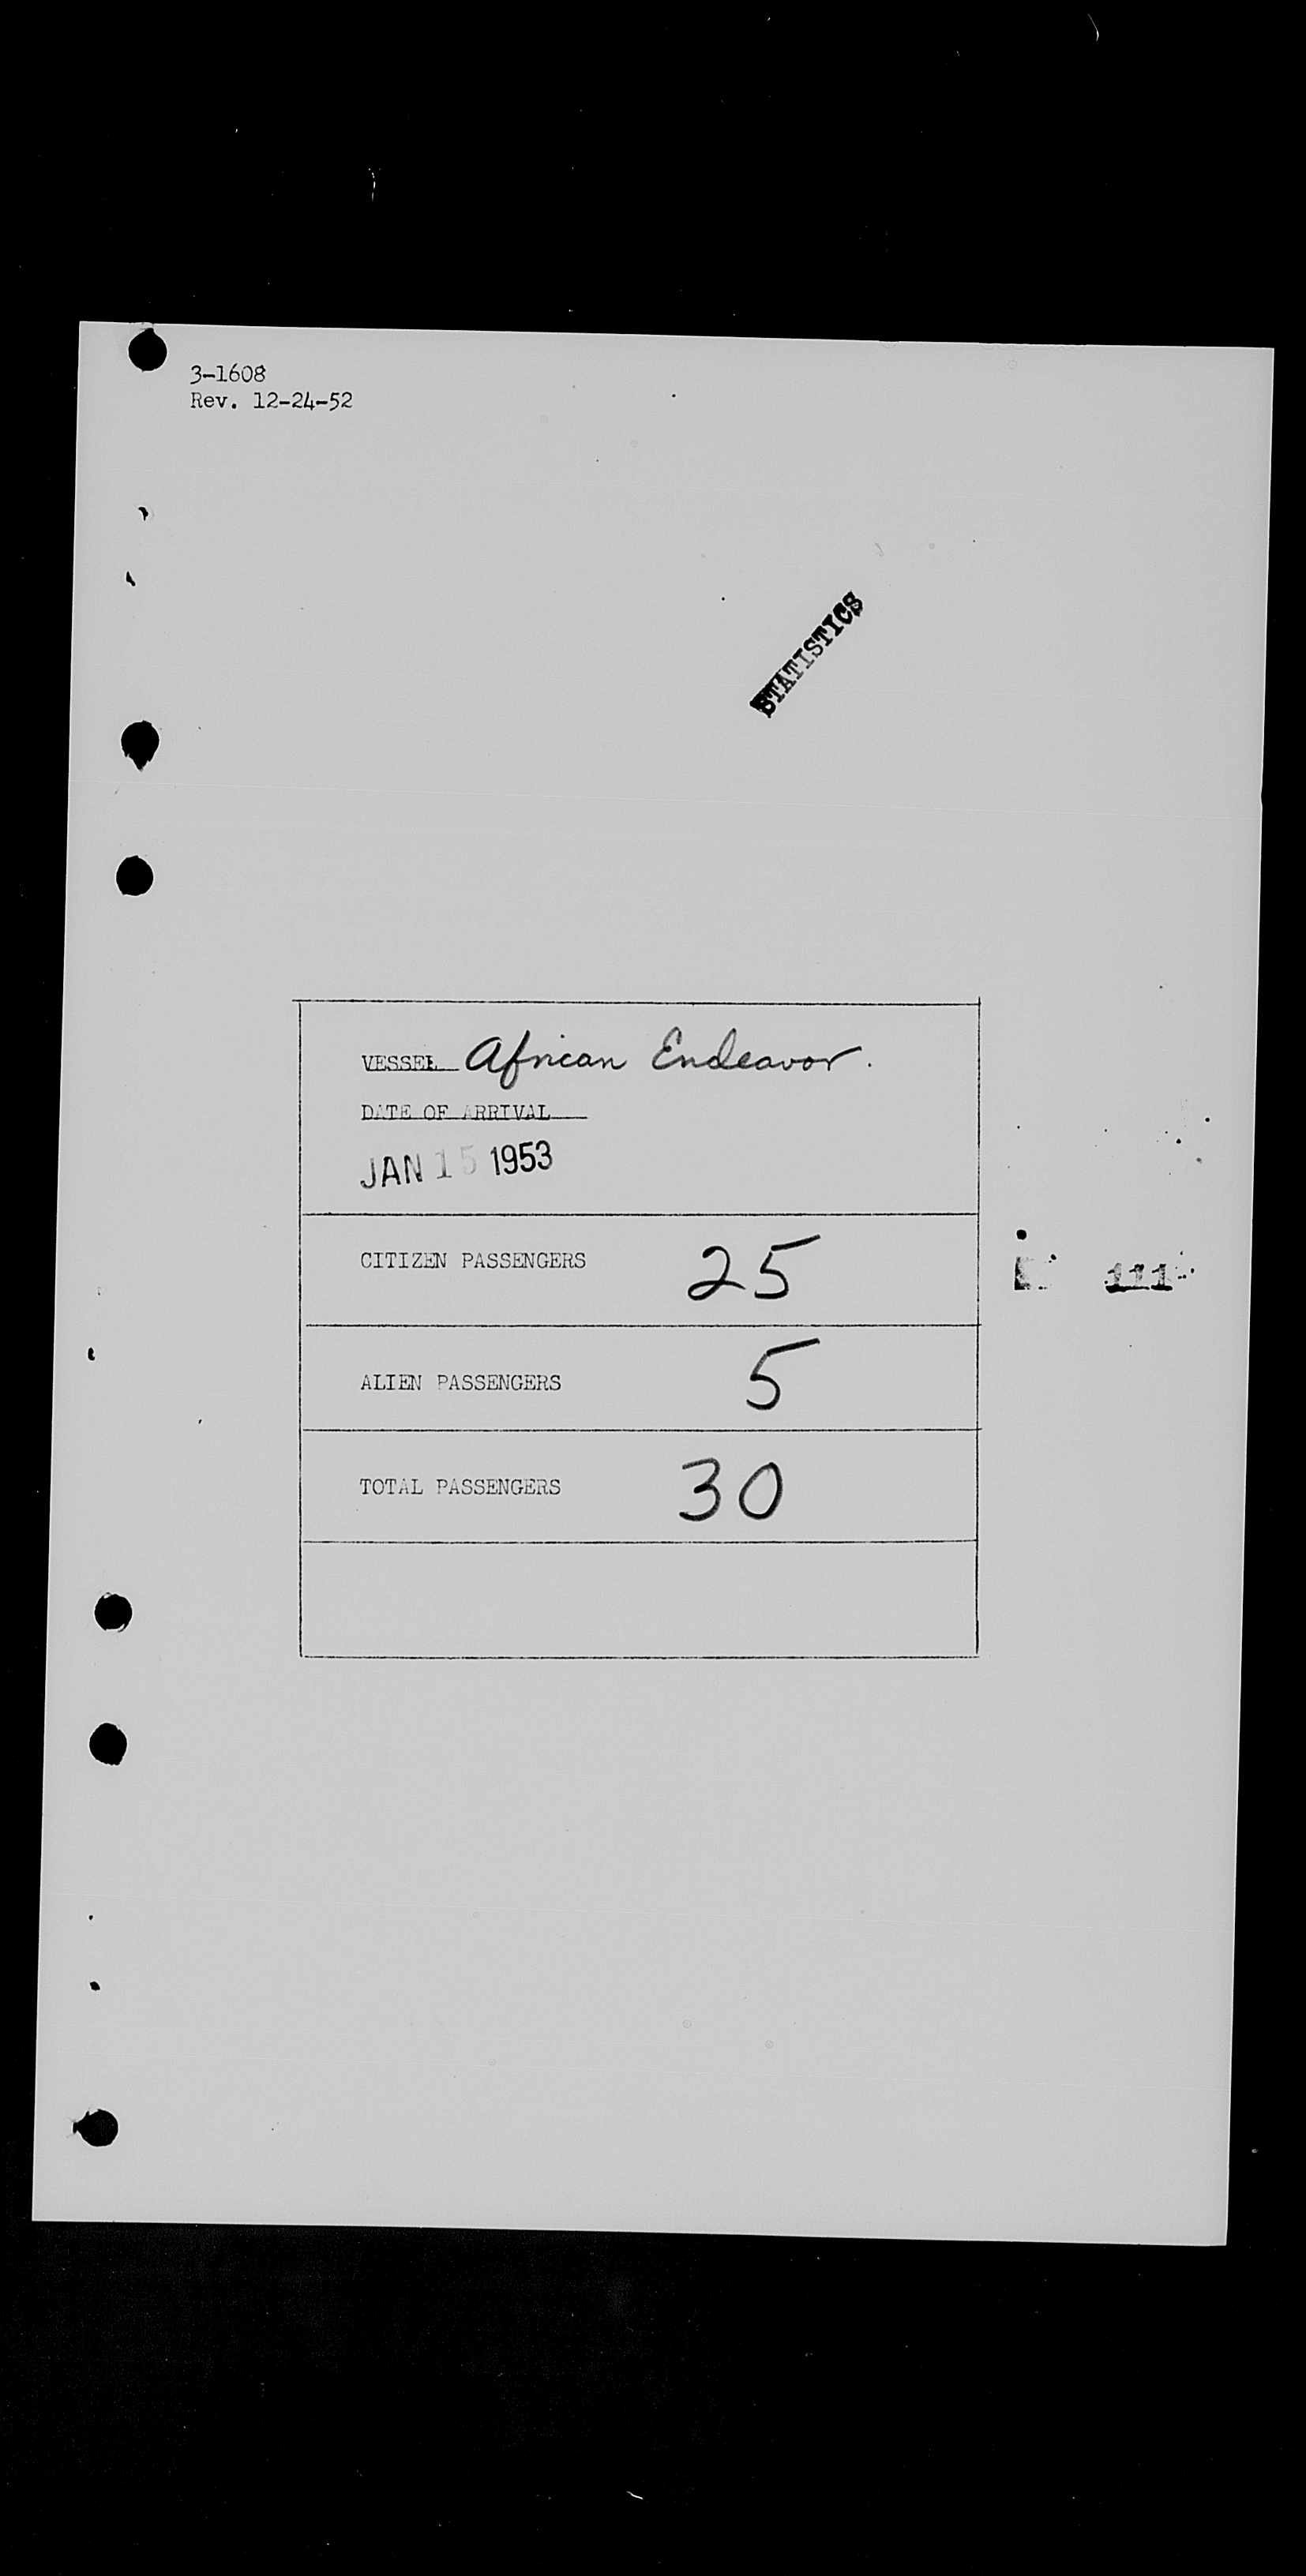 3-1608
Rev. 12-24-52
STATISTICS
VESSEL African Endeavor.
DATE OF ARRIVAL
JAN 15 1953
CITIZEN PASSENGERS 25
111
ALIEN PASSENGERS 5
TOTAL PASSENGERS 30